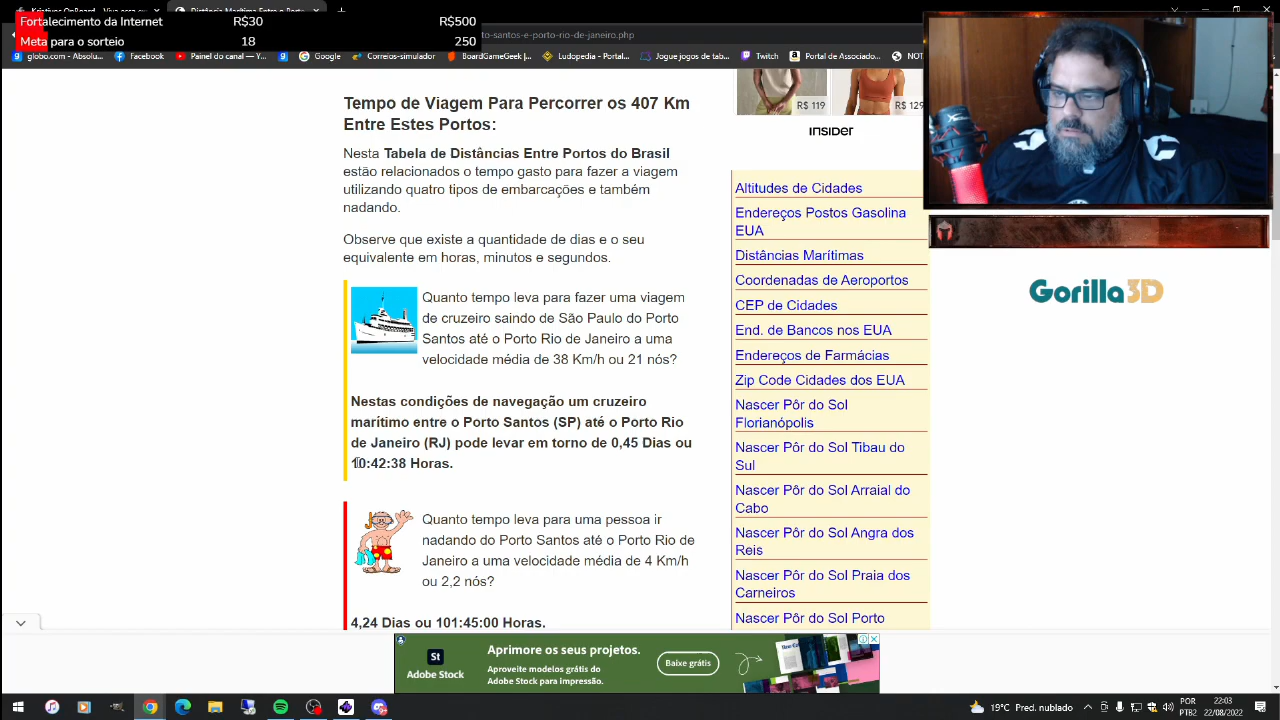 Fortalecimento da Internet R$30 R$500
Meta para o sorteio 18 250
to-santos-e-porto-rio-de-janeiro.php
globo.com - Absolu...
Facebook
Painel do canal — Y...
Google
Correios-simulador
BoardGameGeek |...
Ludopedia - Portal...
Jogue jogos de tab...
Twitch
Portal de Associado...
NOT
Tempo de Viagem Para Percorrer os 407 Km
Entre Estes Portos:
Nesta Tabela de Distâncias Entre Portos do Brasil
estão relacionados o tempo gasto para fazer a viagem
utilizando quatro tipos de embarcações e também
nadando.
Observe que existe a quantidade de dias e o seu
equivalente em horas, minutos e segundos.
Quanto tempo leva para fazer uma viagem
de cruzeiro saindo de São Paulo do Porto
Santos até o Porto Rio de Janeiro a uma
velocidade média de 38 Km/h ou 21 nós?
Nestas condições de navegação um cruzeiro
marítimo entre o Porto Santos (SP) até o Porto Rio
de Janeiro (RJ) pode levar em torno de 0,45 Dias ou
10:42:38 Horas.
Quanto tempo leva para uma pessoa ir
nadando do Porto Santos até o Porto Rio de
Janeiro a uma velocidade média de 4 Km/h
ou 2,2 nós?
4,24 Dias ou 101:45:00 Horas.
R$ 119
R$ 129
INSIDER
Altitudes de Cidades
Endereços Postos Gasolina
EUA
Distâncias Marítimas
Coordenadas de Aeroportos
CEP de Cidades
End. de Bancos nos EUA
Endereços de Farmácias
Zip Code Cidades dos EUA
Nascer Pôr do Sol
Florianópolis
Nascer Pôr do Sol Tibau do
Sul
Nascer Pôr do Sol Arraial do
Cabo
Nascer Pôr do Sol Angra dos
Reis
Nascer Pôr do Sol Praia dos
Carneiros
Nascer Pôr do Sol Porto
Gorilla3D
St
Adobe Stock
Aprimore os seus projetos.
Aproveite modelos grátis do
Adobe Stock para impressão.
Baixe grátis
19°C Pred. nublado
POR
PTB2
22:03
22/08/2022